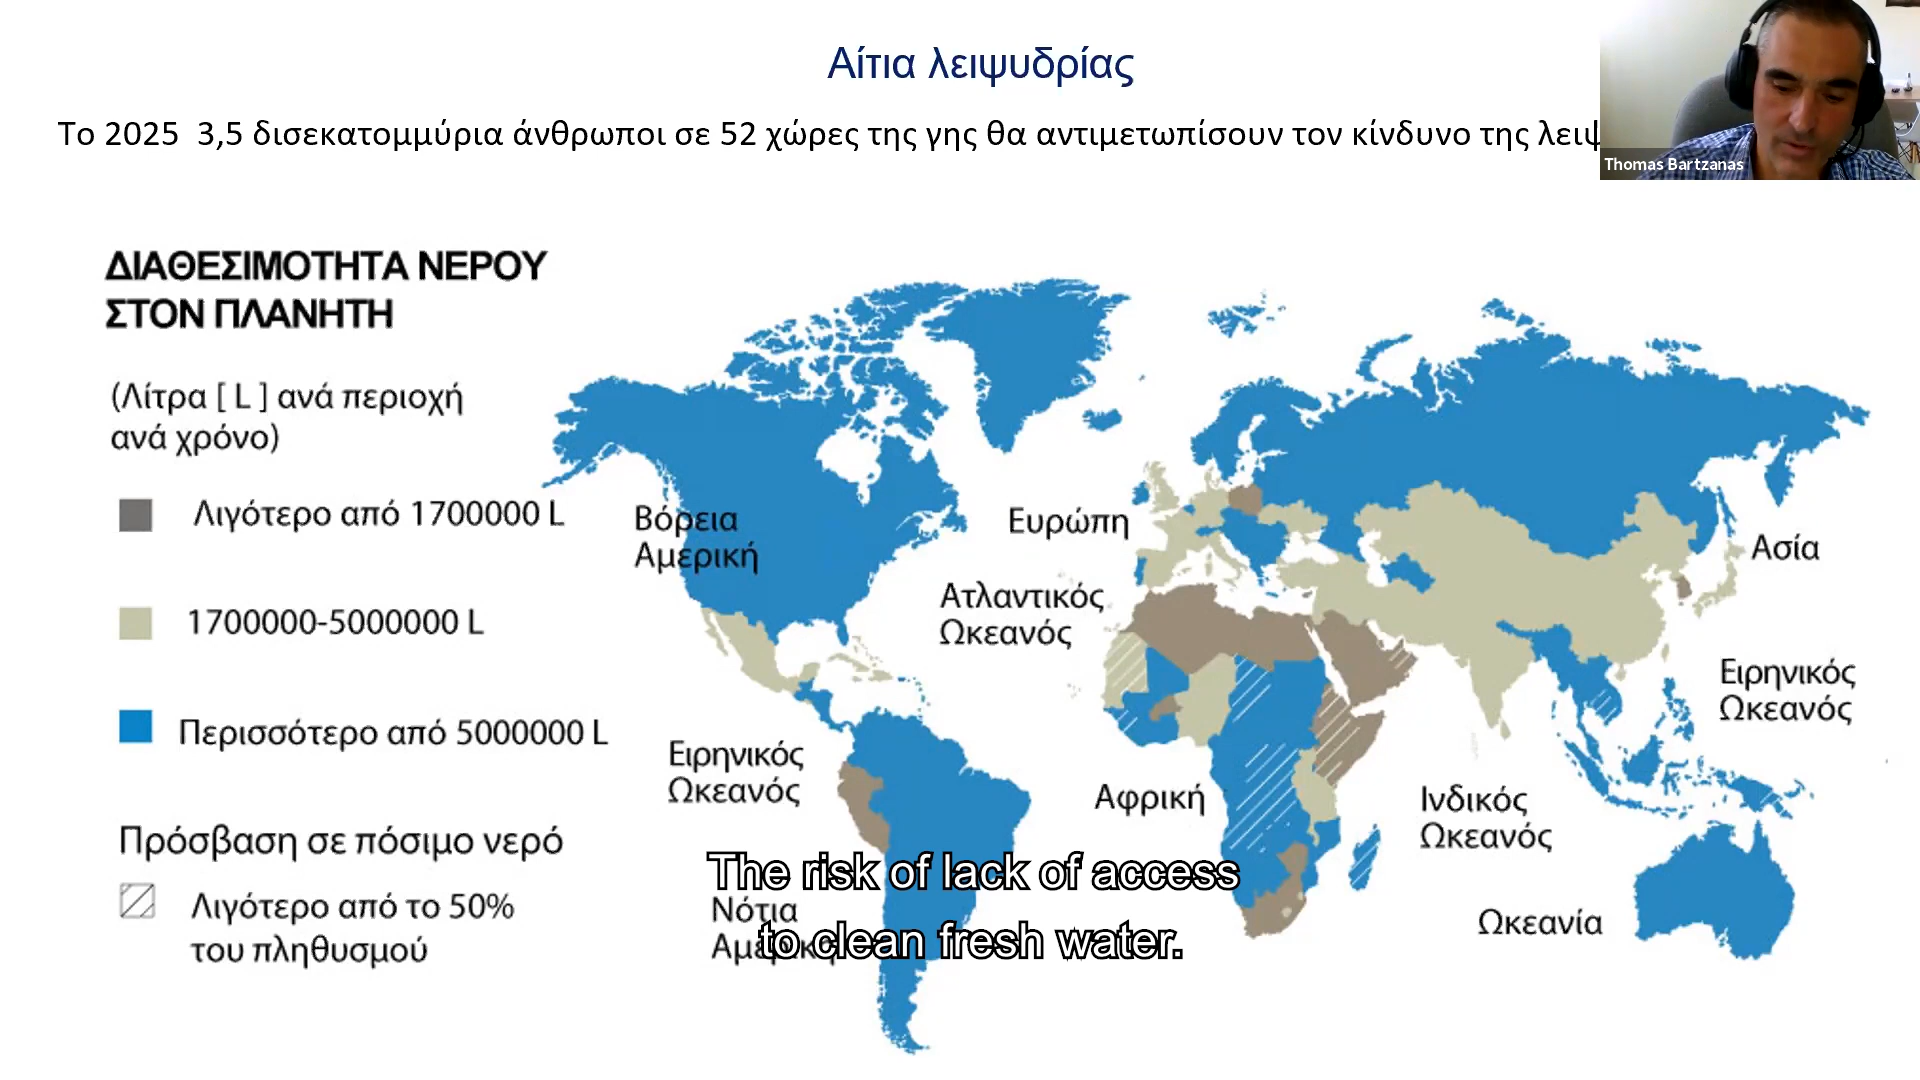 Αίτια λειψυδρίας
Το 2025 3,5 δισεκατομμύρια άνθρωποι σε 52 χώρες της γης θα αντιμετωπίσουν τον κίνδυνο της
Thomas Bartzanas
ΔΙΑΘΕΣΙΜΟΤΗΤΑ ΝΕΡΟΥ
ΣΤΟΝ ΠΛΑΝΗΤΗ
(Λίτρα [ L ] ανά περιοχή
ανά χρόνο)
Λιγότερο από 1700000 L
1700000-5000000 L
Περισσότερο από 5000000 L
Πρόσβαση σε πόσιμο νερό
Λιγότερο από το 50%
του πληθυσμού
Βόρεια
Αμερική
Ευρώπη
Ασία
Ατλαντικός
Ωκεανός
Ειρηνικός
Ωκεανός
Ειρηνικός
Ωκεανός
Αφρική
Ινδικός
Ωκεανός
Νότια
Ωκεανία
The risk of lack of access
to clean fresh water.